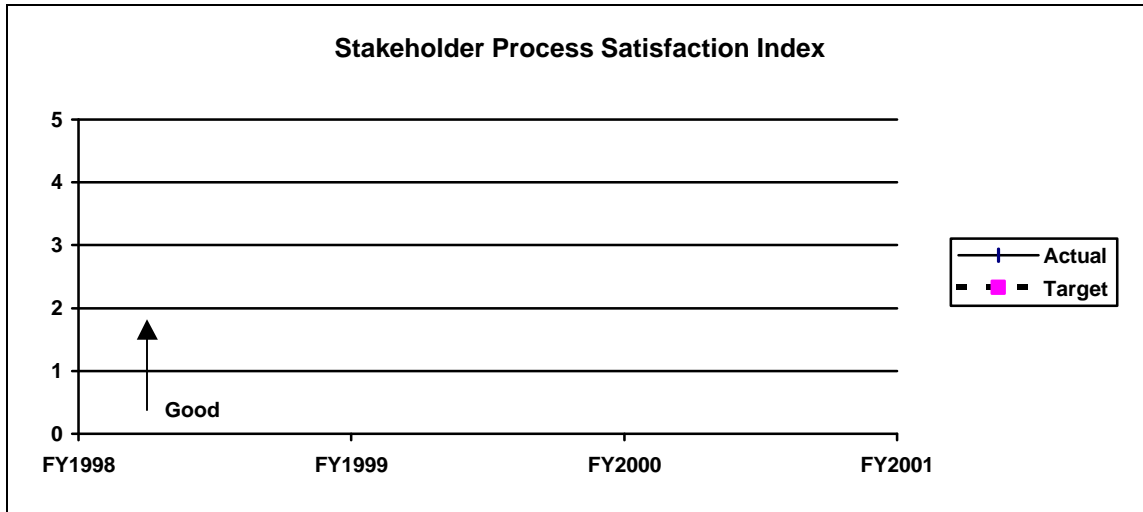 Stakeholder Process Satisfaction Index
5
4
3
2
1
0
Good
FY1998 FY1999 FY2000 FY2001
Actual
Target